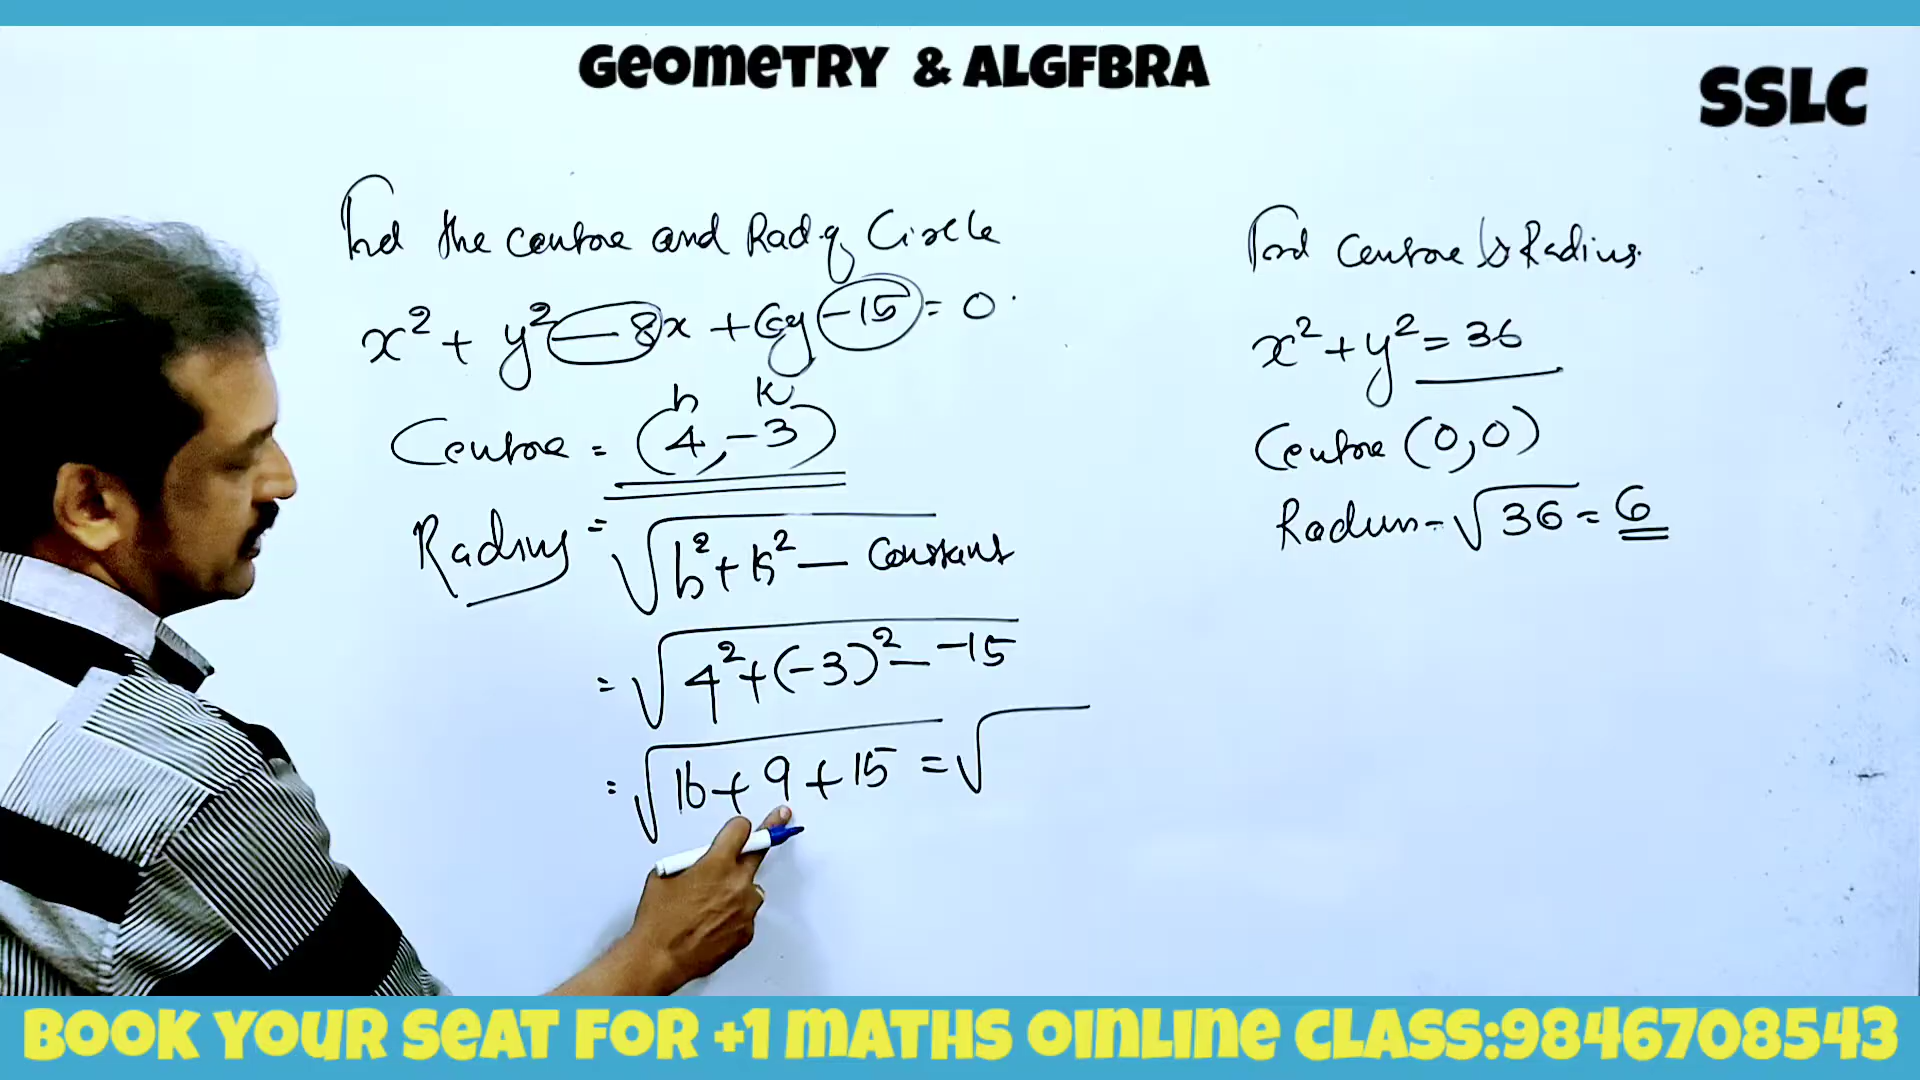 GEOMETRY & ALGFBRA
SSLC
Find the centre and Rad of Circle
x² + y² - 8x + 6y - 15 = 0
h k
Centre = (4, -3)
Radius = √h² + k² - Constant
= √4² + (-3)² - -15
= √16 + 9 + 15 = √
Find Centre & Radius.
x² + y² = 36
Centre (0,0)
Radius = √36 = 6
BOOK YOUR SEAT FOR +1 MATHS OINLINE CLASS:9846708543